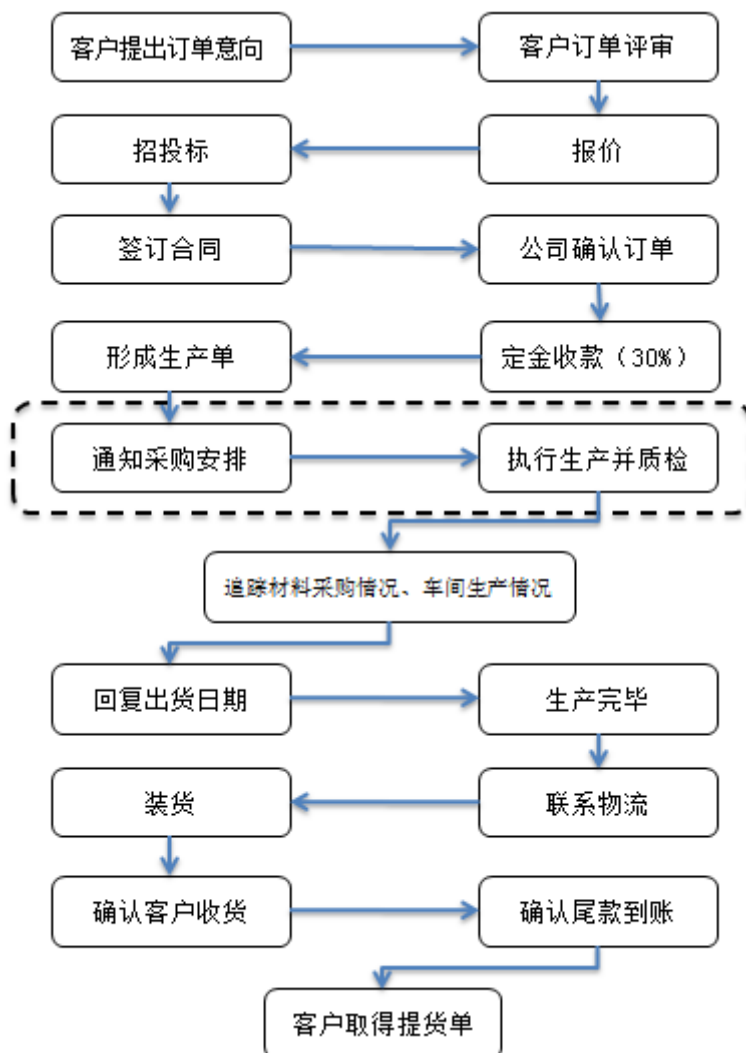 客户提出订单意向
客户订单评审
报价
招投标
签订合同
公司确认订单
定金收款（30%）
形成生产单
通知采购安排
执行生产并质检
追踪材料采购情况、车间生产情况
回复出货日期
生产完毕
联系物流
装货
确认客户收货
确认尾款到账
客户取得提货单